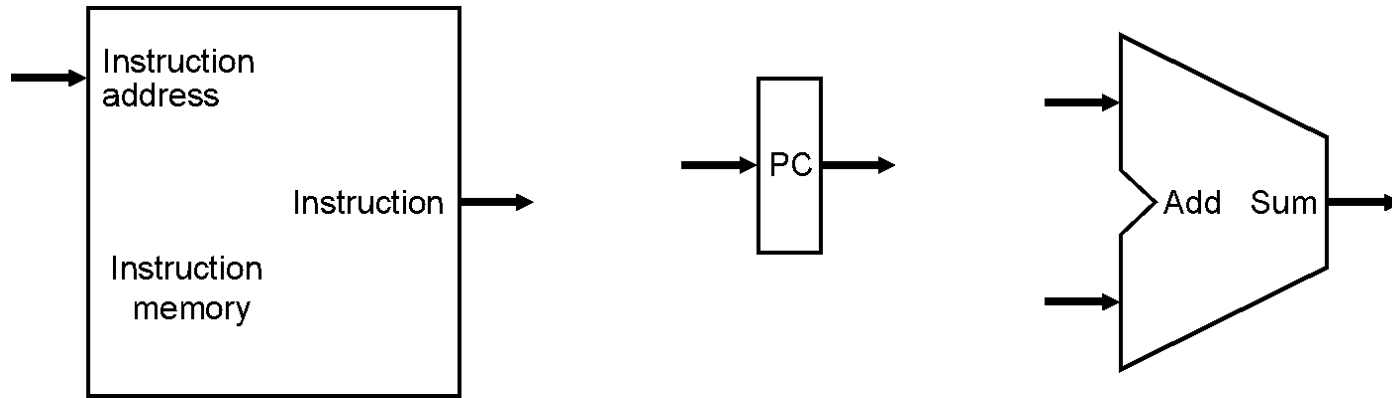 Instruction
address
Instruction
Instruction
memory
PC
Add Sum